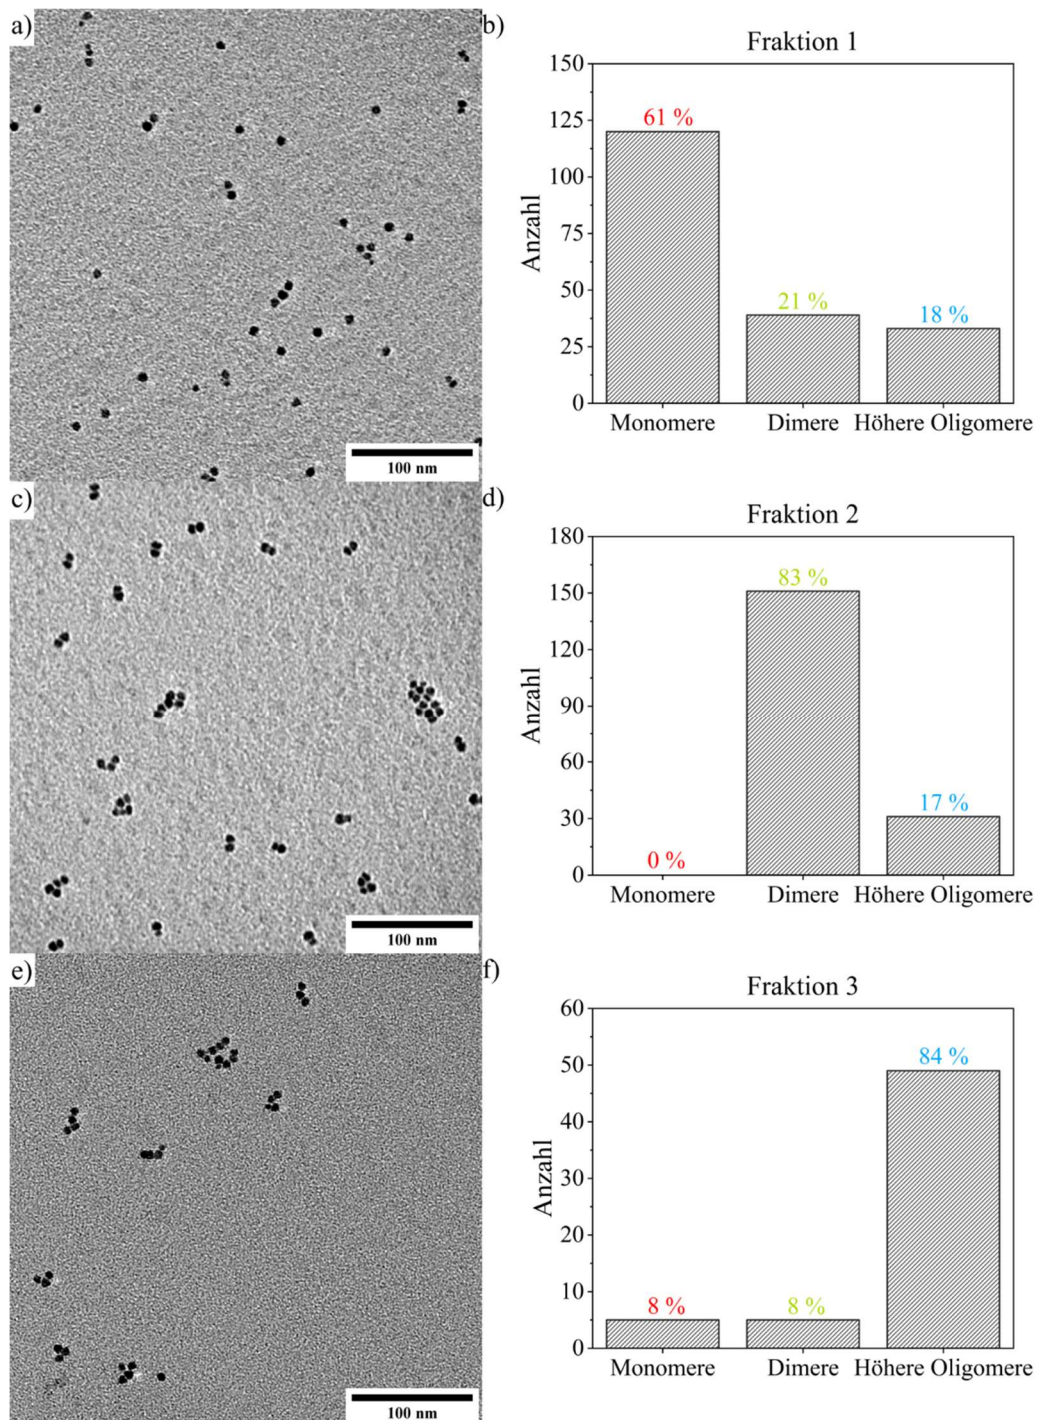 a)
100 nm
b)
Fraktion 1
Anzahl
150
125
100
75
50
25
0
61 %
21 %
18 %
Monomere Dimere Höhere Oligomere
c)
100 nm
d)
Fraktion 2
Anzahl
180
150
120
90
60
30
0
0 %
83 %
17 %
Monomere Dimere Höhere Oligomere
e)
100 nm
f)
Fraktion 3
Anzahl
60
50
40
30
20
10
0
8 %
8 %
84 %
Monomere Dimere Höhere Oligomere